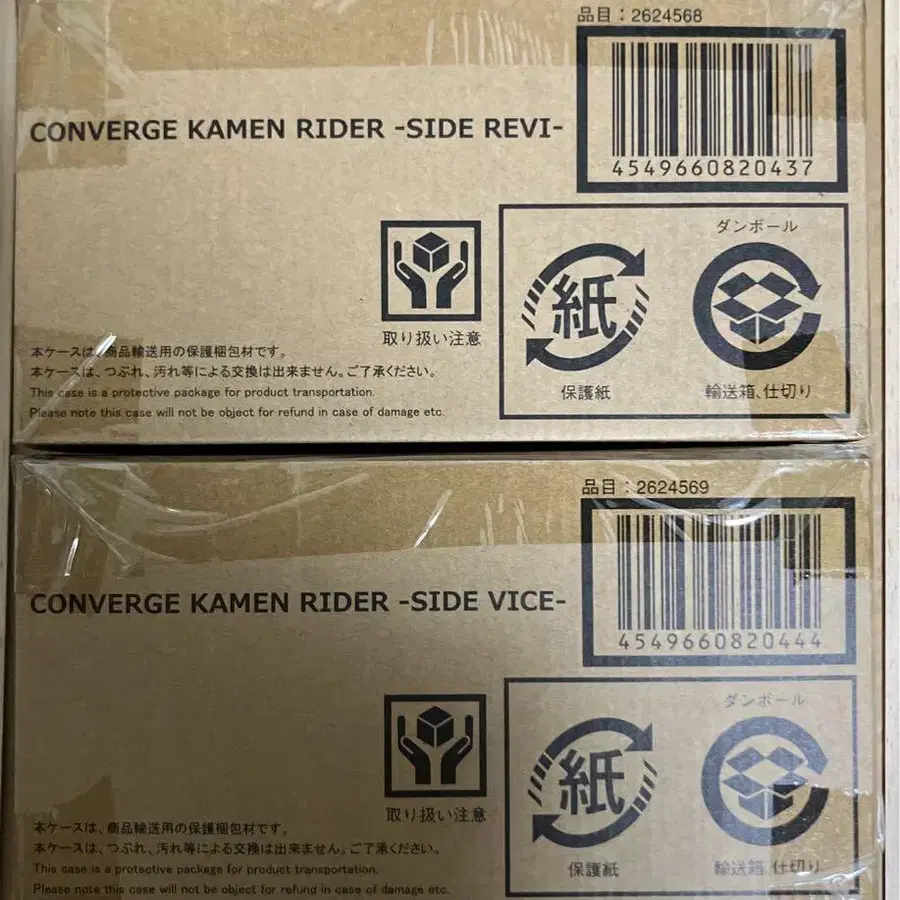 品目：2624568
CONVERGE KAMEN RIDER -SIDE REVI-
4549660820437
ダンボール
紙
取り扱い注意
保護紙
輸送箱、仕切り
本ケースは、商品輸送用の保護梱包材です。
本ケースは、つぶれ、汚れ等による交換は出来ません。ご了承ください。
This case is a protective package for product transportation.
Please note this case will not be object for refund in case of damage etc.
品目：2624569
CONVERGE KAMEN RIDER -SIDE VICE-
4549660820444
ダンボール
紙
取り扱い注意
保護紙
輸送箱、仕切り
本ケースは、商品輸送用の保護梱包材です。
本ケースは、つぶれ、汚れ等による交換は出来ません。ご了承ください。
This case is a protective package for product transportation.
Please note this case will not be object for refund in case of damage etc.